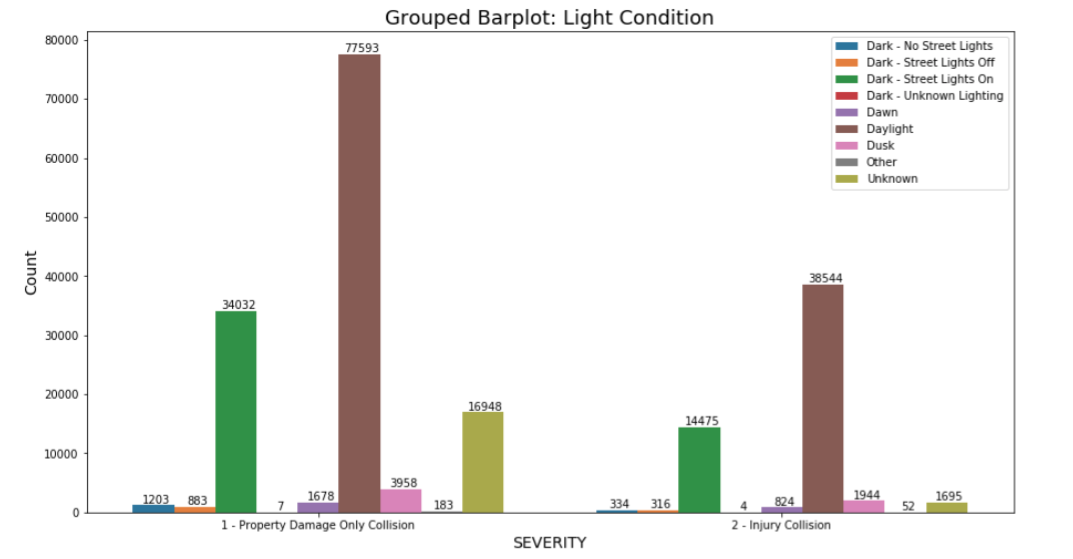 Grouped Barplot: Light Condition
80000
70000
60000
50000
40000
30000
20000
10000
0
Count
77593
34032
16948
1203
883
7
1678
3958
183
38544
14475
334
316
4
824
1944
52
1695
Dark - No Street Lights
Dark - Street Lights Off
Dark - Street Lights On
Dark - Unknown Lighting
Dawn
Daylight
Dusk
Other
Unknown
1 - Property Damage Only Collision
2 - Injury Collision
SEVERITY